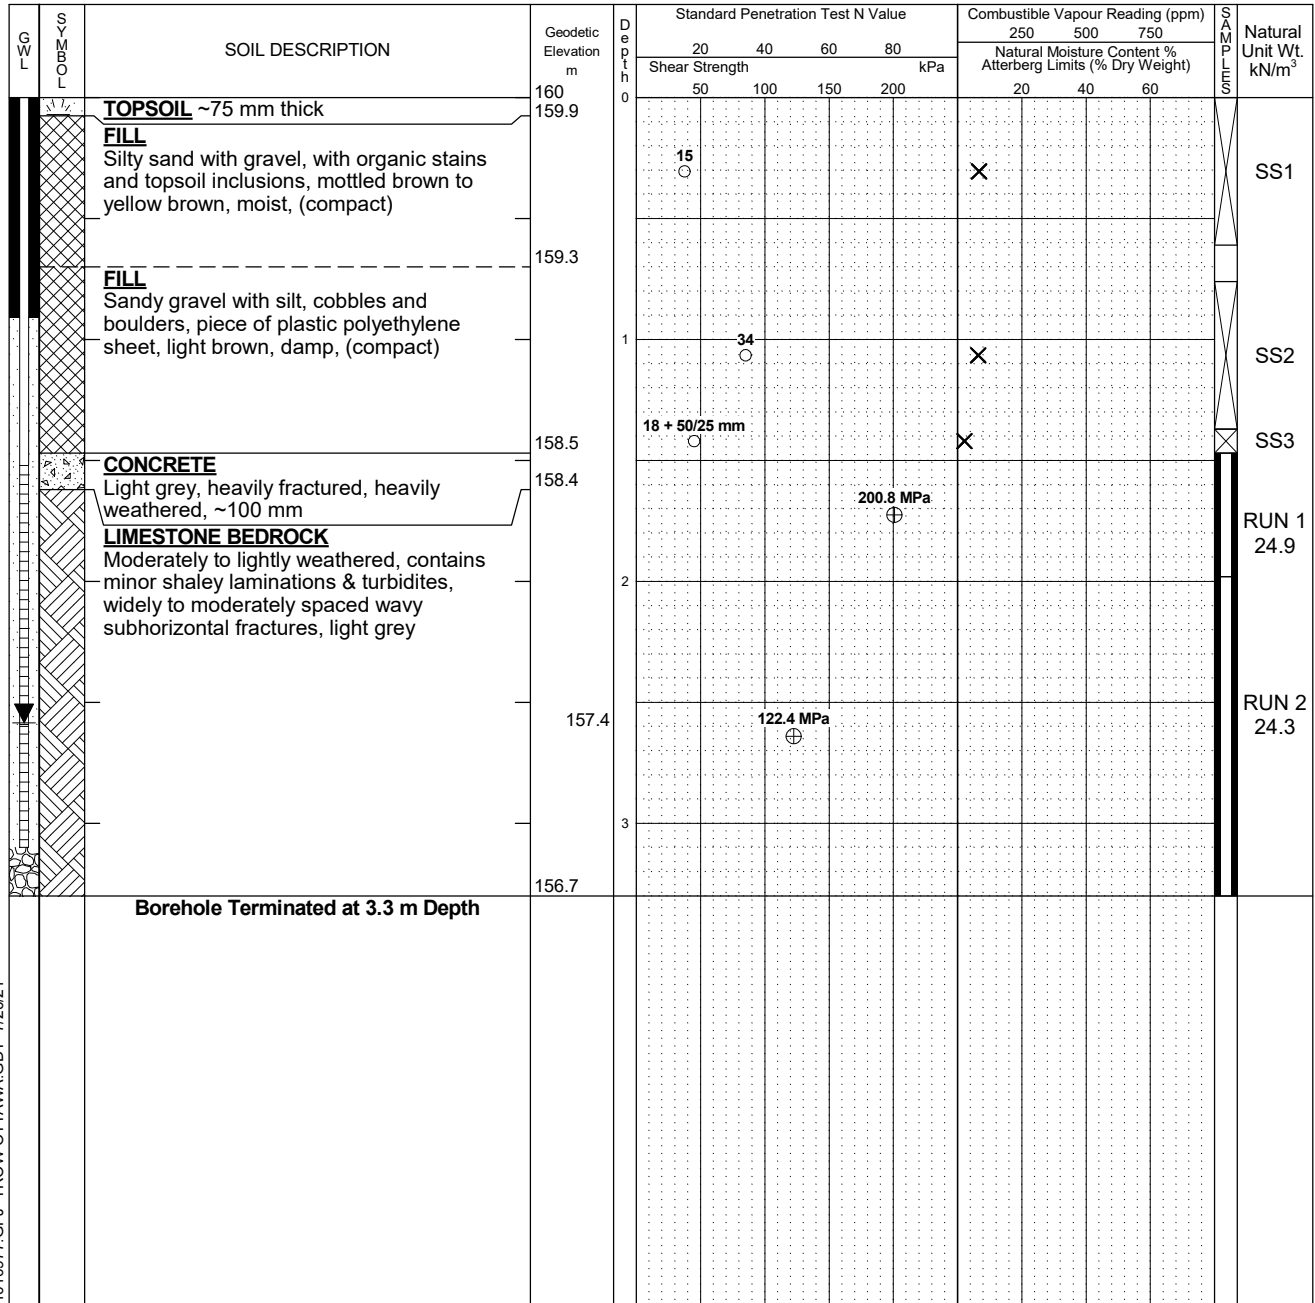 GWL
SYMBOL
SOIL DESCRIPTION
Geodetic
Elevation
m
Depth
Standard Penetration Test N Value
20 40 60 80
Shear Strength kPa
50 100 150 200
Combustible Vapour Reading (ppm)
250 500 750
Natural Moisture Content %
Atterberg Limits (% Dry Weight)
20 40 60
SAMPLES
Natural
Unit Wt.
kN/m³
160
0
TOPSOIL ~75 mm thick
159.9
FILL
Silty sand with gravel, with organic stains
and topsoil inclusions, mottled brown to
yellow brown, moist, (compact)
15
SS1
159.3
FILL
Sandy gravel with silt, cobbles and
boulders, piece of plastic polyethylene
sheet, light brown, damp, (compact)
1
34
SS2
18 + 50/25 mm
SS3
158.5
CONCRETE
Light grey, heavily fractured, heavily
weathered, ~100 mm
158.4
200.8 MPa
RUN 1
24.9
LIMESTONE BEDROCK
Moderately to lightly weathered, contains
minor shaley laminations & turbidites,
widely to moderately spaced wavy
subhorizontal fractures, light grey
2
157.4
122.4 MPa
RUN 2
24.3
3
156.7
Borehole Terminated at 3.3 m Depth